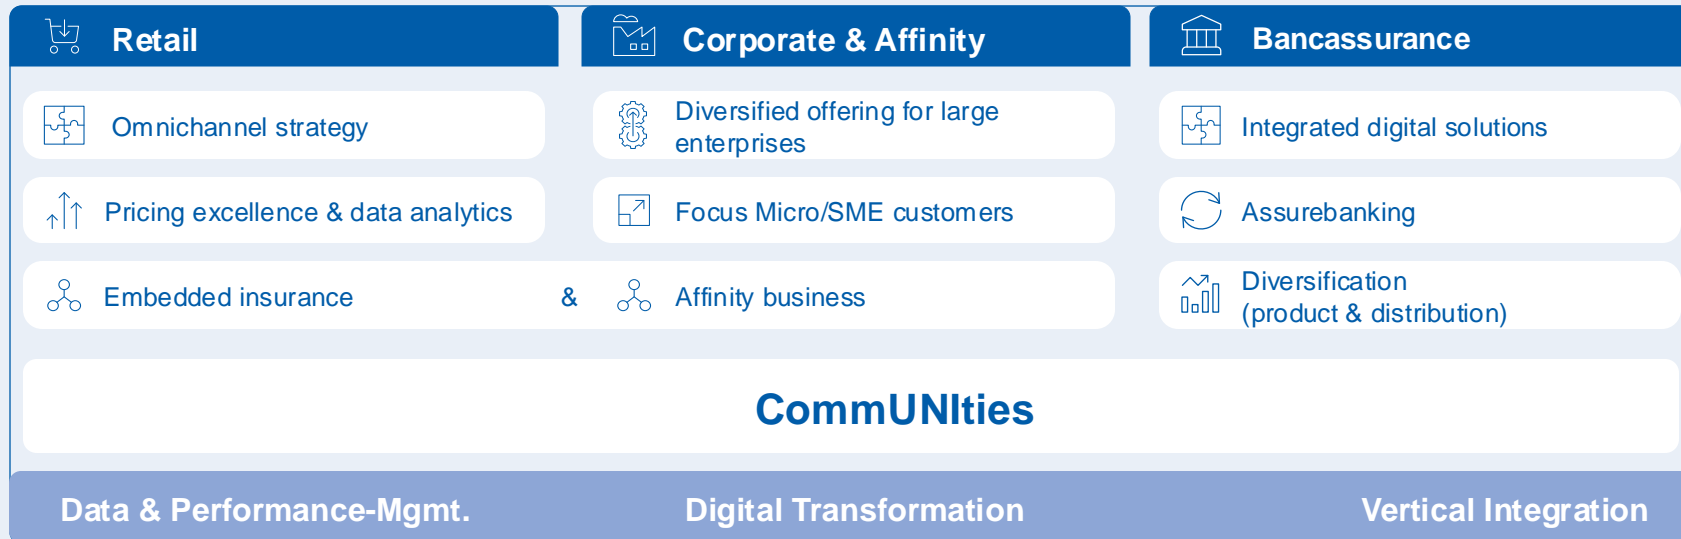 Retail
Corporate & Affinity
Bancassurance
Omnichannel strategy
Diversified offering for large
enterprises
Integrated digital solutions
Pricing excellence & data analytics
Focus Micro/SME customers
Assurebanking
Embedded insurance & Affinity business
Diversification
(product & distribution)
CommUNIties
Data & Performance-Mgmt.
Digital Transformation
Vertical Integration